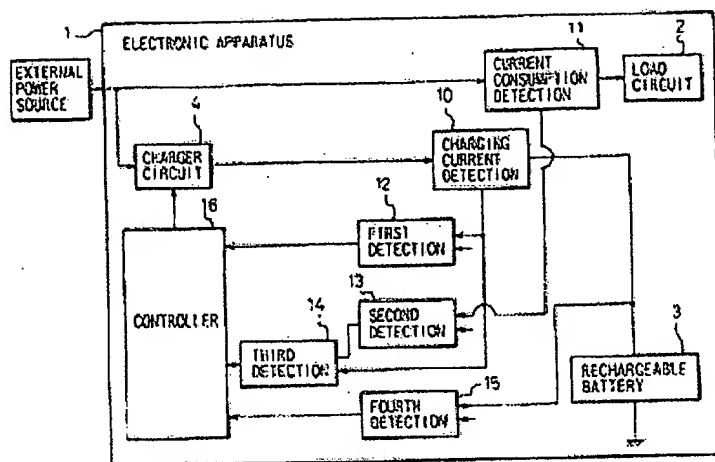 1
ELECTRONIC APPARATUS
EXTERNAL
POWER
SOURCE
11
CURRENT
CONSUMPTION
DETECTION
2
LOAD
CIRCUIT
4
CHARGER
CIRCUIT
10
CHARGING
CURRENT
DETECTION
16
CONTROLLER
12
FIRST
DETECTION
13
SECOND
DETECTION
14
THIRD
DETECTION
15
FOURTH
DETECTION
3
RECHARGEABLE
BATTERY